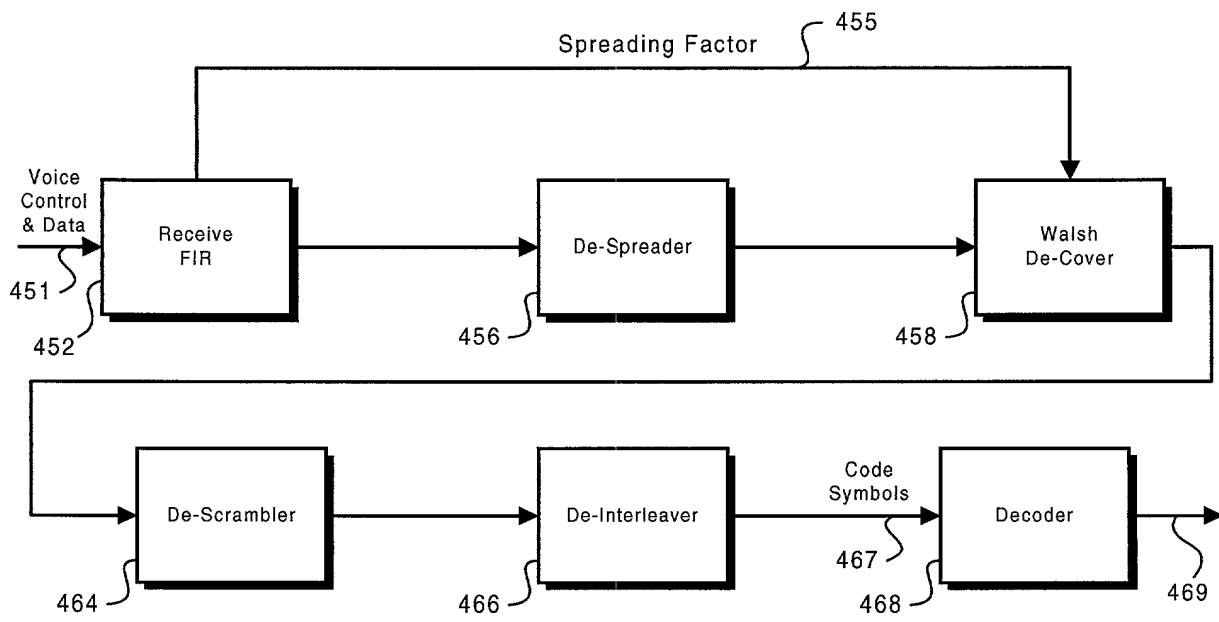 455
Spreading Factor
Voice
Control
& Data
Receive
FIR
De-Spreader
Walsh
De-Cover
451
452
456
458
De-Scrambler
De-Interleaver
Code
Symbols
Decoder
464
466
467
468
469